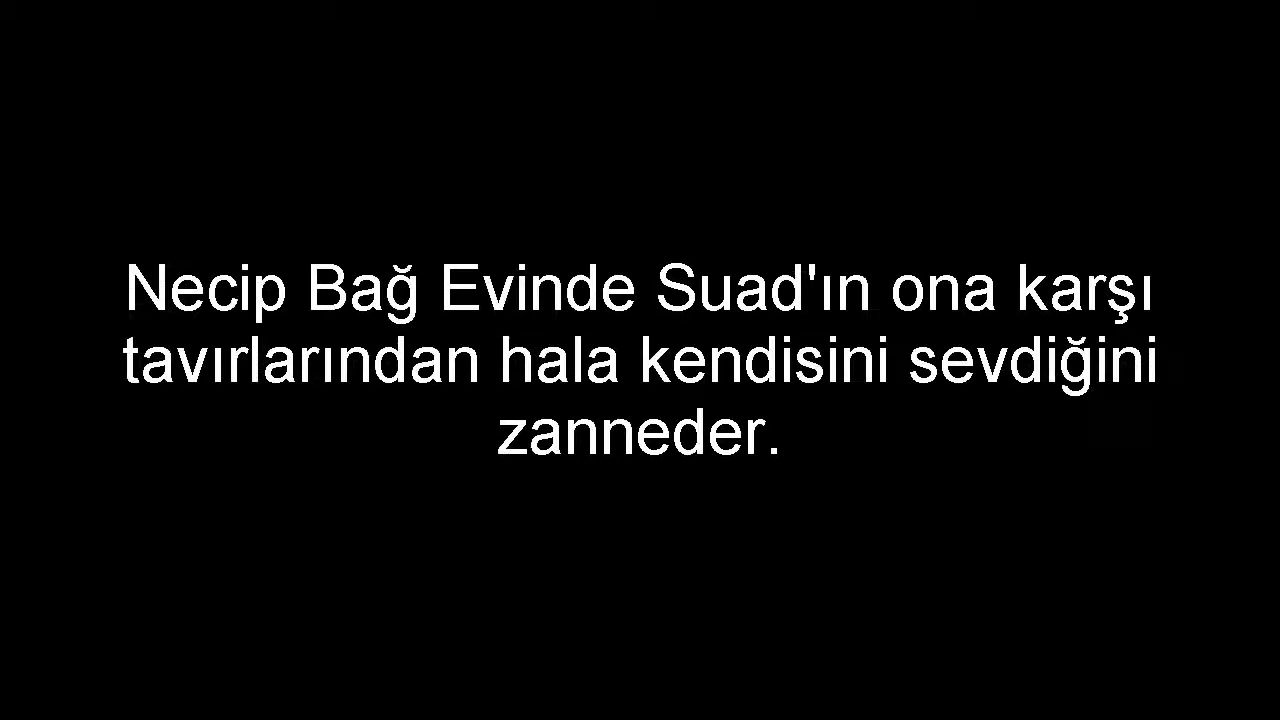 Necip Bağ Evinde Suad'ın ona karşı
tavırlarından hala kendisini sevdiğini
zanneder.